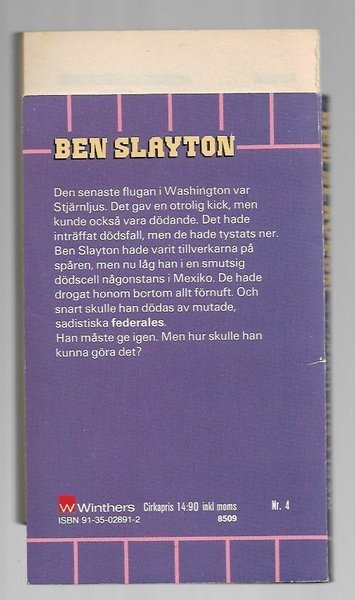 BEN SLAYTON
Den senaste flugan i Washington var
Stjärnljus. Det gav en otrolig kick, men
kunde också vara dödande. Det hade
inträffat dödsfall, men de hade tystats ner.
Ben Slayton hade varit tillverkarna på
spåren, men nu låg han i en smutsig
dödscell någonstans i Mexiko. De hade
drogat honom bortom allt förnuft. Och
snart skulle han dödas av mutade,
sadistiska federales.
Han måste ge igen. Men hur skulle han
kunna göra det?
Winthers Cirkapris 14:90 inkl moms Nr. 4
ISBN 91-35-02891-2 8509